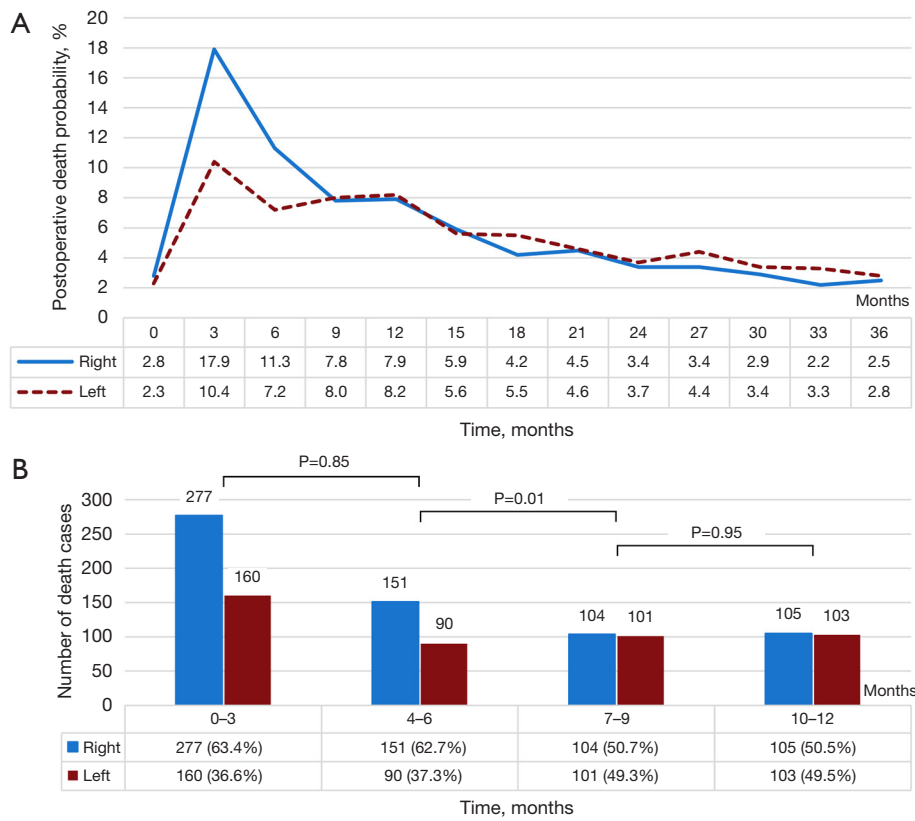 A
Postoperative death probability, %
20
18
16
14
12
10
8
6
4
2
Months
0 3 6 9 12 15 18 21 24 27 30 33 36
Right 2.8 17.9 11.3 7.8 7.9 5.9 4.2 4.5 3.4 3.4 2.9 2.2 2.5
Left 2.3 10.4 7.2 8.0 8.2 5.6 5.5 4.6 3.7 4.4 3.4 3.3 2.8
Time, months
B
Number of death cases
P=0.85
P=0.01
P=0.95
300
250
200
150
100
50
0
277
160
151
90
104
101
105
103
Months
0–3 4–6 7–9 10–12
Right 277 (63.4%) 151 (62.7%) 104 (50.7%) 105 (50.5%)
Left 160 (36.6%) 90 (37.3%) 101 (49.3%) 103 (49.5%)
Time, months